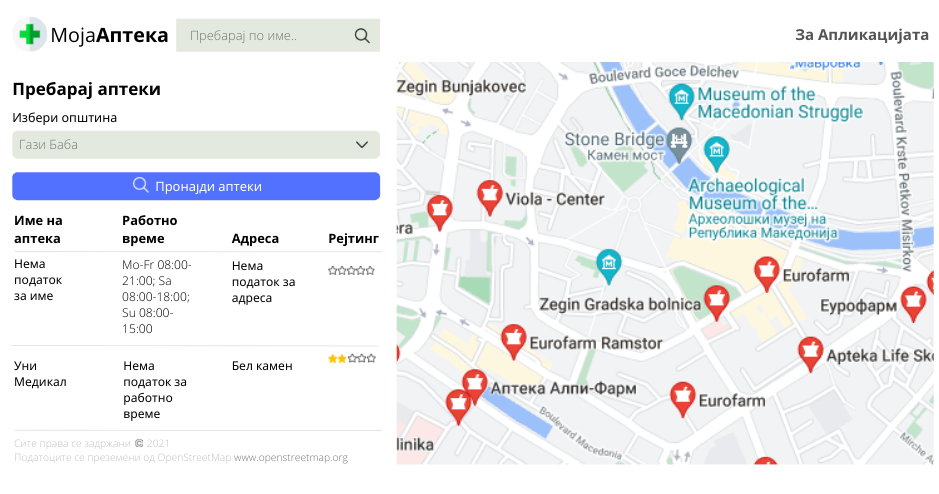 МојаАптека
Пребарај по име..
За Апликацијата
Пребарај аптеки
Избери општина
Гази Баба
Пронајди аптеки
Име на
аптека
Работно
време
Адреса
Рејтинг
Нема
податок
за име
Mo-Fr 08:00-
21:00; Sa
08:00-18:00;
Su 08:00-
15:00
Нема
податок за
адреса
Уни
Медикал
Нема
податок за
работно
време
Бел камен
Сите права се задржани © 2021
Податоците се преземени од OpenStreetMap www.openstreetmap.org
Zegin Bunjakovec
Boulevard Goce Delchev
Мавровка
Museum of the
Macedonian Struggle
Boulevard Krste Petkov Misirkov
Stone Bridge
Камен мост
Archaeological
Museum of the...
Археолошки музеј на
Република Македонија
Viola - Center
era
Eurofarm
Zegin Gradska bolnica
Еурофарм
Eurofarm Ramstor
Apteka Life Sko
Аптека Алпи-Фарм
Eurofarm
Boulevard Macedonia
linika
Mirche